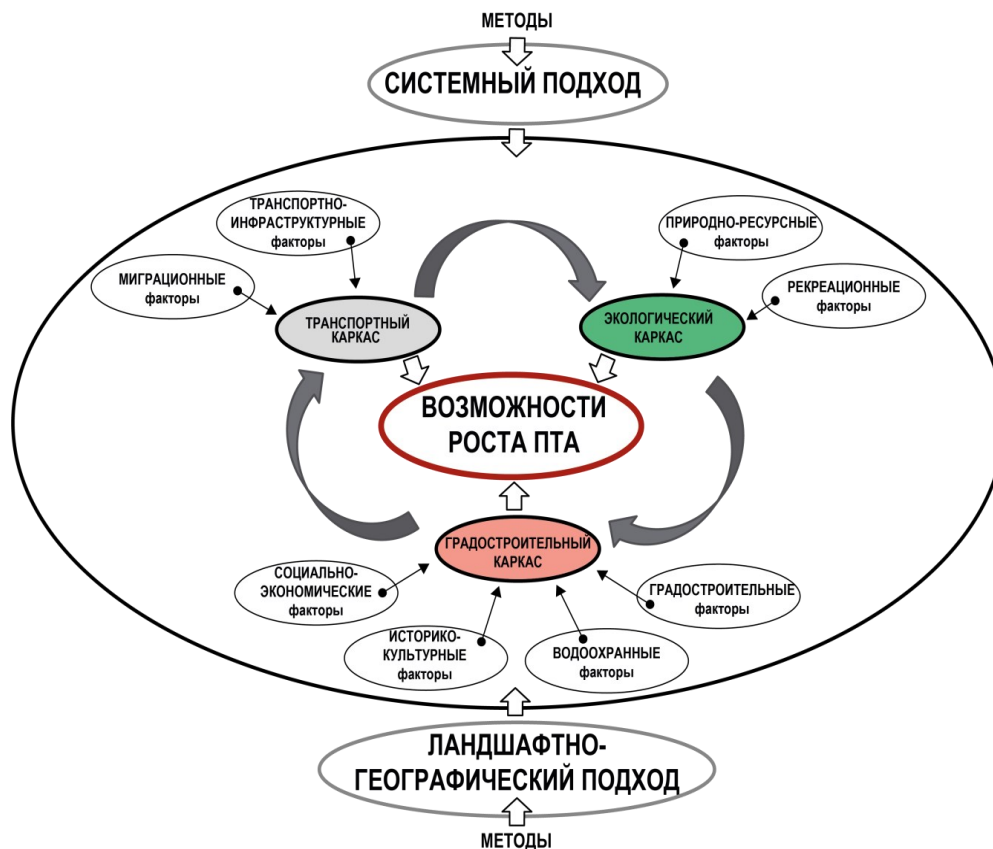 МЕТОДЫ
СИСТЕМНЫЙ ПОДХОД
ТРАНСПОРТНО-
ИНФРАСТРУКТУРНЫЕ
факторы
ПРИРОДНО-РЕСУРСНЫЕ
факторы
МИГРАЦИОННЫЕ
факторы
РЕКРЕАЦИОННЫЕ
факторы
ТРАНСПОРТНЫЙ
КАРКАС
ЭКОЛОГИЧЕСКИЙ
КАРКАС
ВОЗМОЖНОСТИ
РОСТА ПТА
ГРАДОСТРОИТЕЛЬНЫЙ
КАРКАС
СОЦИАЛЬНО-
ЭКОНОМИЧЕСКИЕ
факторы
ГРАДОСТРОИТЕЛЬНЫЕ
факторы
ИСТОРИКО-
КУЛЬТУРНЫЕ
факторы
ВОДООХРАННЫЕ
факторы
ЛАНДШАФТНО-
ГЕОГРАФИЧЕСКИЙ ПОДХОД
МЕТОДЫ